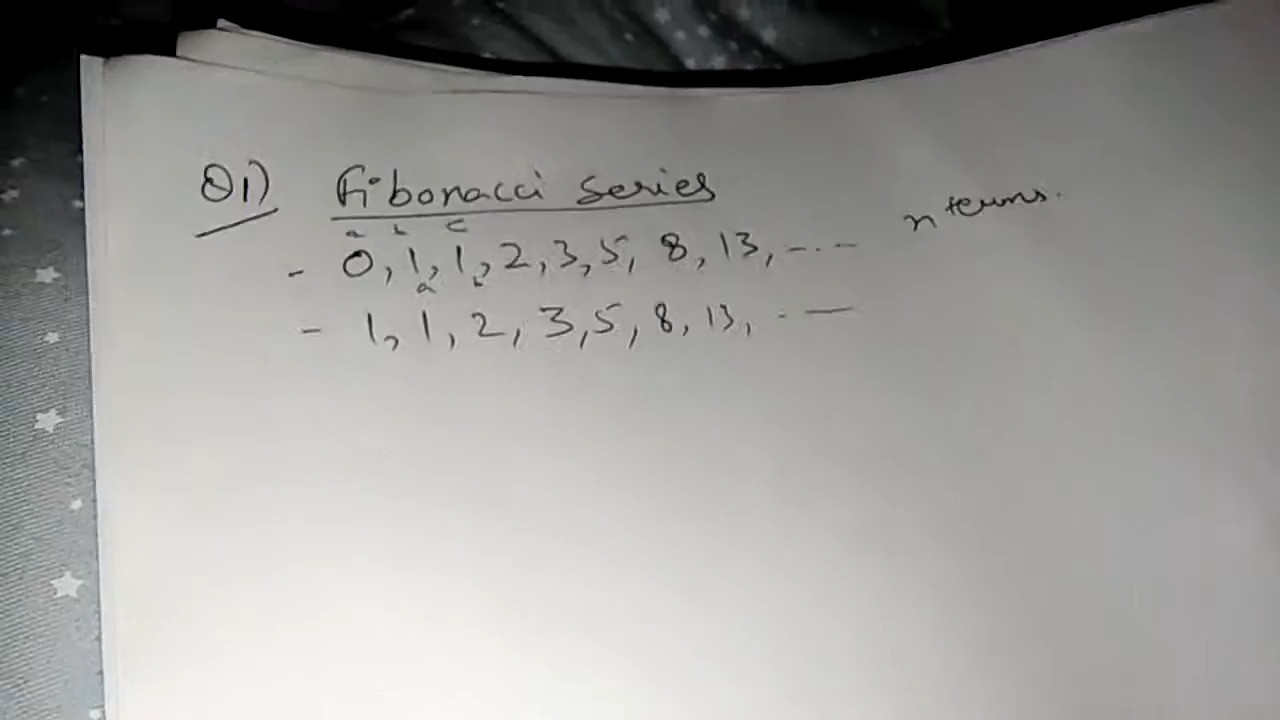 Q1) Fibonacci Series
n terms.
a b c
- 0, 1, 1, 2, 3, 5, 8, 13, -.--
a b
- 1, 1, 2, 3, 5, 8, 13, .—